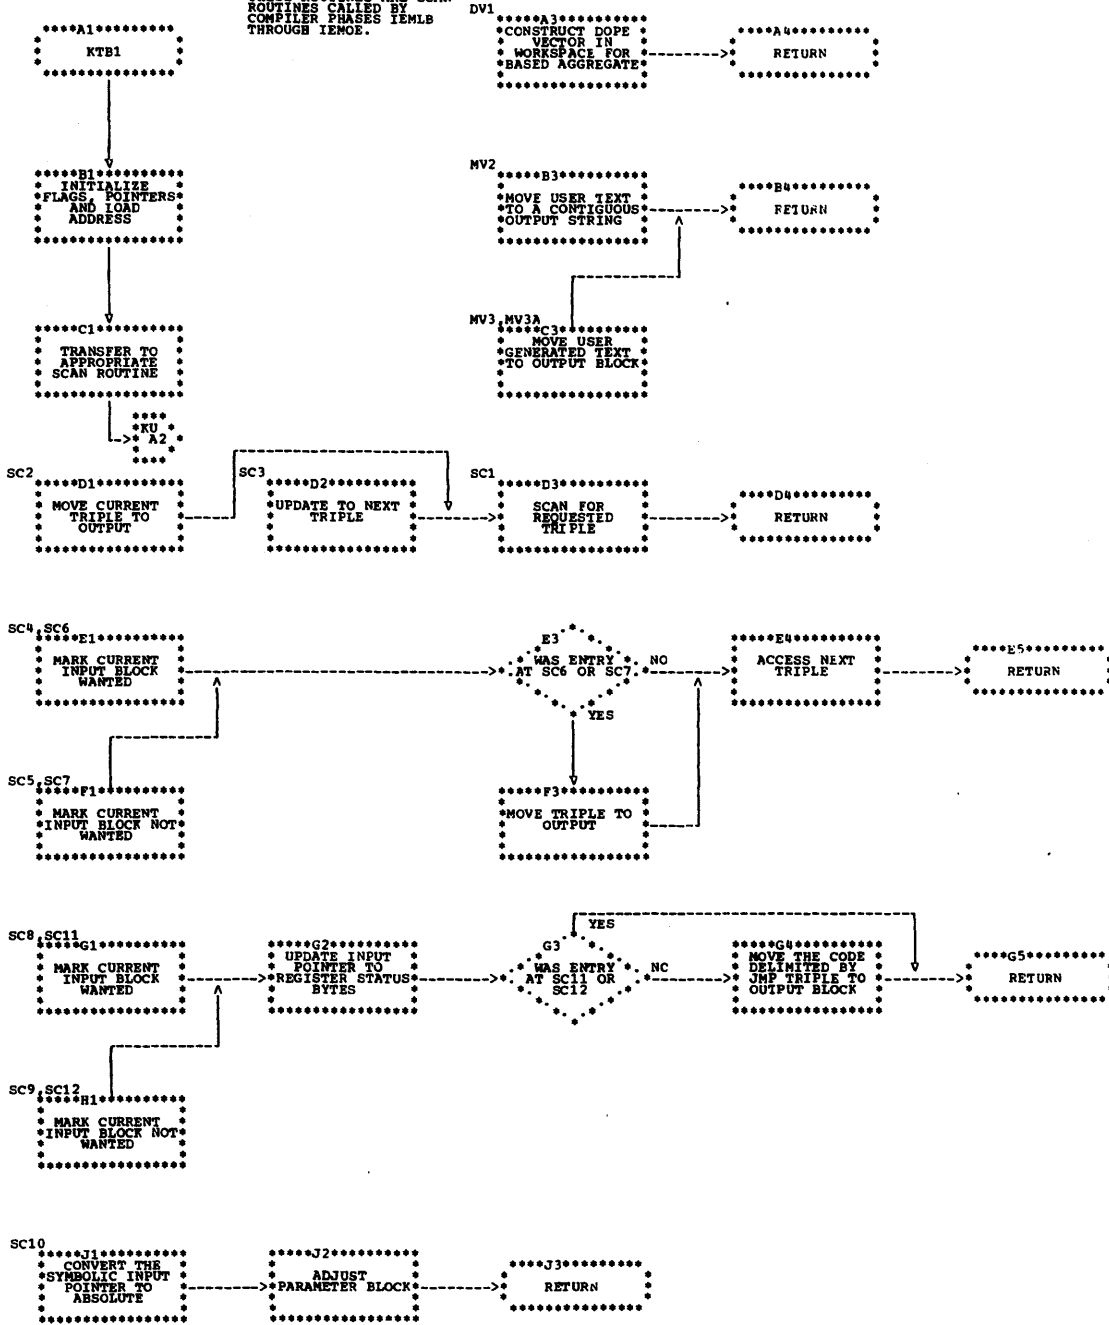 ROUTINES CALLED BY
COMPILER PHASES IEMLB
THROUGH IEMOE.
A1
KTB1
DV1
A3
CONSTRUCT DOPE
VECTOR IN
WORKSPACE FOR
BASED AGGREGATE
A4
RETURN
B1
INITIALIZE
FLAGS, POINTERS
AND LOAD
ADDRESS
MV2
B3
MOVE USER TEXT
TO A CONTIGUOUS
OUTPUT STRING
B4
RETURN
C1
TRANSFER TO
APPROPRIATE
SCAN ROUTINE
MV3,MV3A
C3
MOVE USER
GENERATED TEXT
TO OUTPUT BLOCK
KU
A2
SC2
D1
MOVE CURRENT
TRIPLE TO
OUTPUT
SC3
D2
UPDATE TO NEXT
TRIPLE
SC1
D3
SCAN FOR
REQUESTED
TRIPLE
D4
RETURN
SC4,SC6
E1
MARK CURRENT
INPUT BLOCK
WANTED
E3
WAS ENTRY
AT SC6 OR SC7
NO
YES
E4
ACCESS NEXT
TRIPLE
E5
RETURN
SC5,SC7
F1
MARK CURRENT
INPUT BLOCK NOT
WANTED
F3
MOVE TRIPLE TO
OUTPUT
SC8,SC11
G1
MARK CURRENT
INPUT BLOCK
WANTED
G2
UPDATE INPUT
POINTER TO
REGISTER STATUS
BYTES
YES
G3
WAS ENTRY
AT SC11 OR
SC12
NC
G4
MOVE THE CODE
DELIMITED BY
JMP TRIPLE TO
OUTPUT BLOCK
G5
RETURN
SC9,SC12
H1
MARK CURRENT
INPUT BLOCK NOT
WANTED
SC10
J1
CONVERT THE
SYMBOLIC INPUT
POINTER TO
ABSOLUTE
J2
ADJUST
PARAMETER BLOCK
J3
RETURN